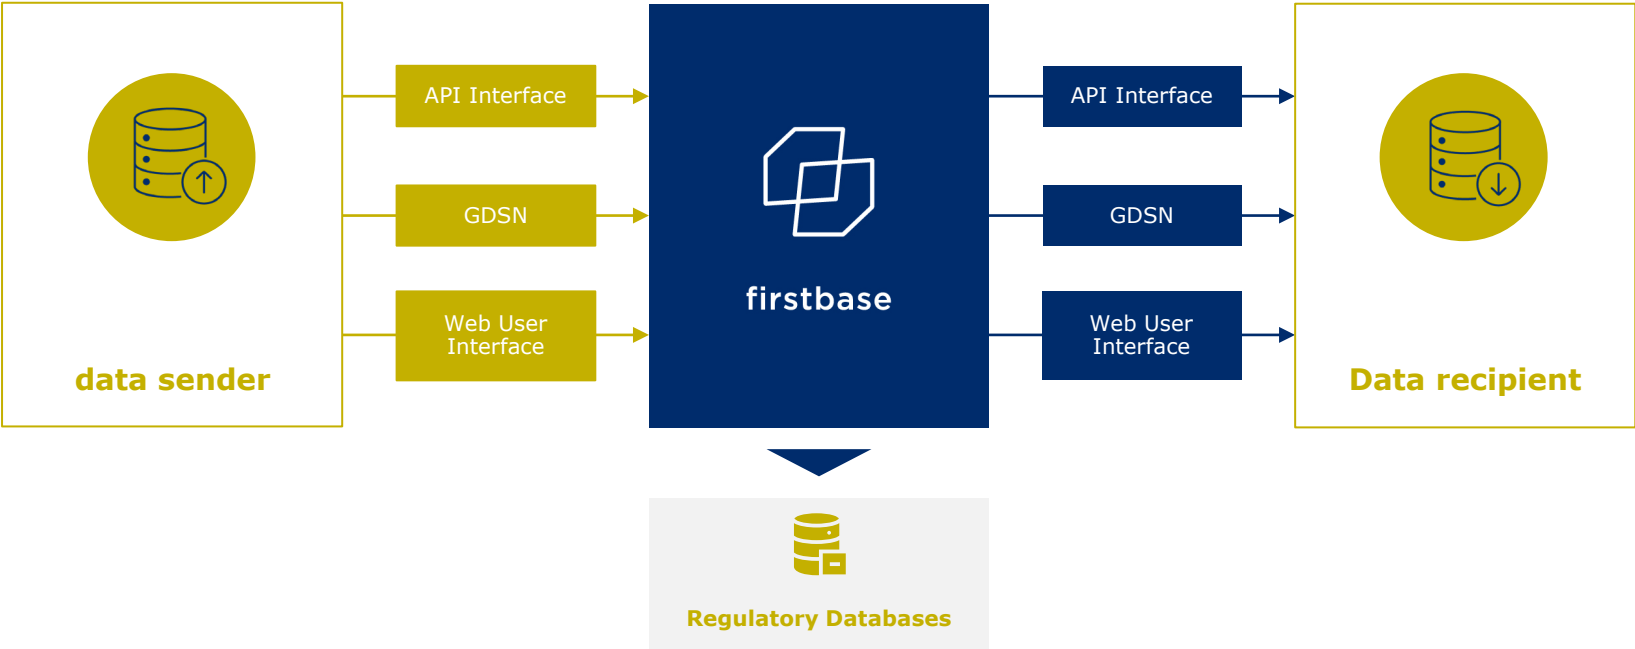 API Interface
API Interface
GDSN
GDSN
firstbase
Web User
Interface
Web User
Interface
data sender
Data recipient
Regulatory Databases